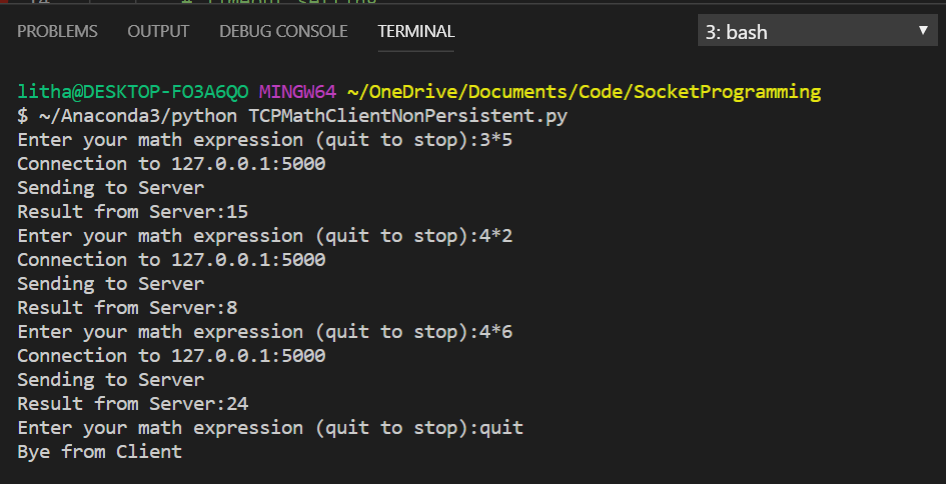 PROBLEMS OUTPUT DEBUG CONSOLE TERMINAL 3: bash
litha@DESKTOP-FO3A6QO MINGW64 ~/OneDrive/Documents/Code/SocketProgramming
$ ~/Anaconda3/python TCPMathClientNonPersistent.py
Enter your math expression (quit to stop):3*5
Connection to 127.0.0.1:5000
Sending to Server
Result from Server:15
Enter your math expression (quit to stop):4*2
Connection to 127.0.0.1:5000
Sending to Server
Result from Server:8
Enter your math expression (quit to stop):4*6
Connection to 127.0.0.1:5000
Sending to Server
Result from Server:24
Enter your math expression (quit to stop):quit
Bye from Client